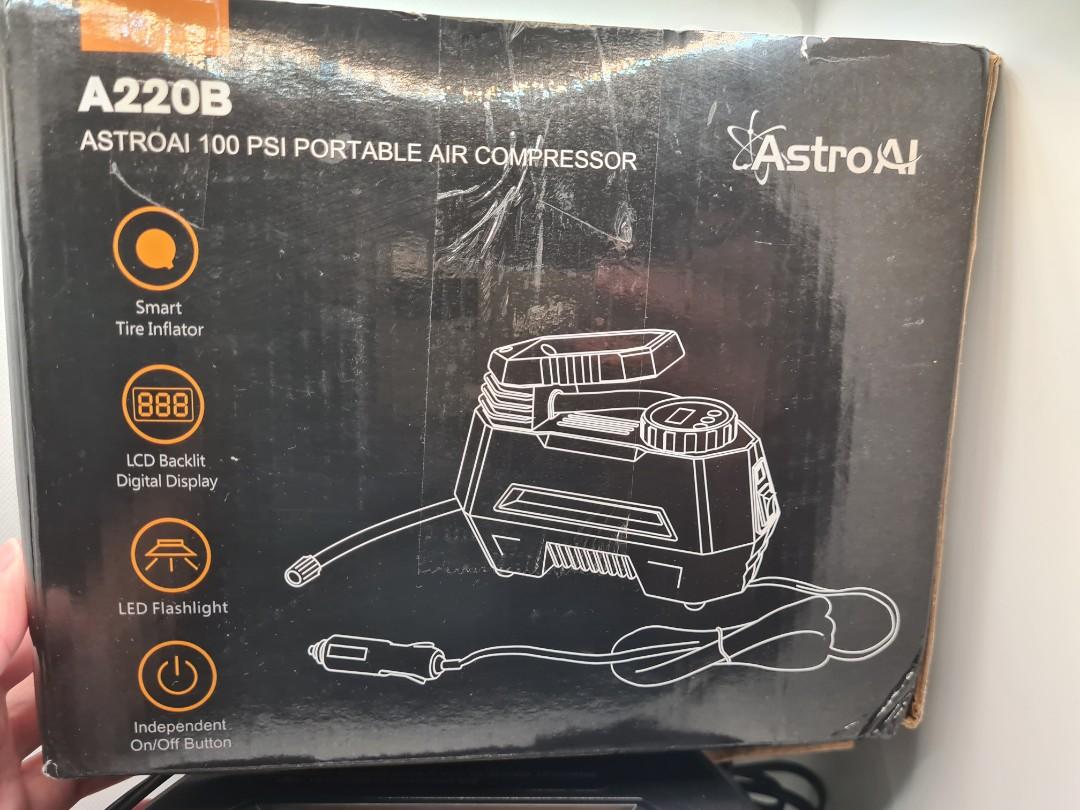 A220B
ASTROAI 100 PSI PORTABLE AIR COMPRESSOR
AstroAI
Smart
Tire Inflator
888
LCD Backlit
Digital Display
LED Flashlight
Independent
On/Off Button